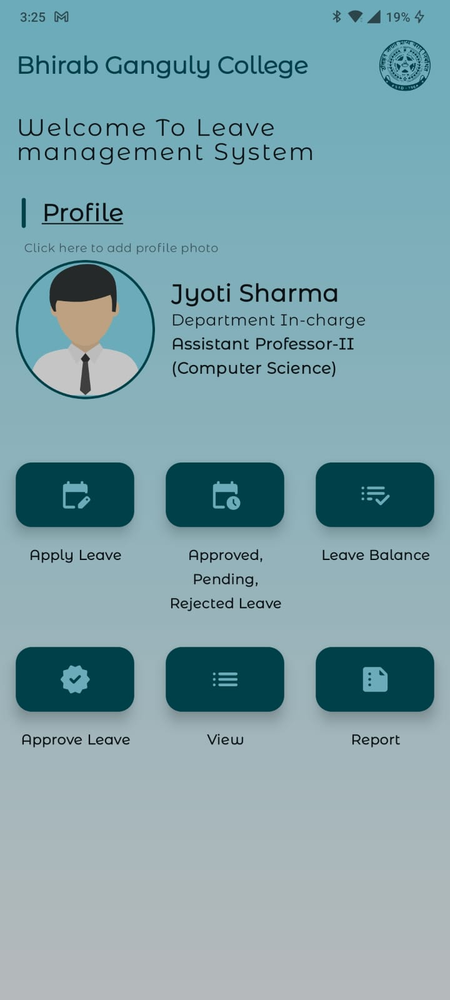 3:25
19%
Bhirab Ganguly College
ESTD - 1968
Welcome To Leave
management System
Profile
Click here to add profile photo
Jyoti Sharma
Department In-charge
Assistant Professor-II
(Computer Science)
Apply Leave
Approved,
Pending,
Rejected Leave
Leave Balance
Approve Leave
View
Report